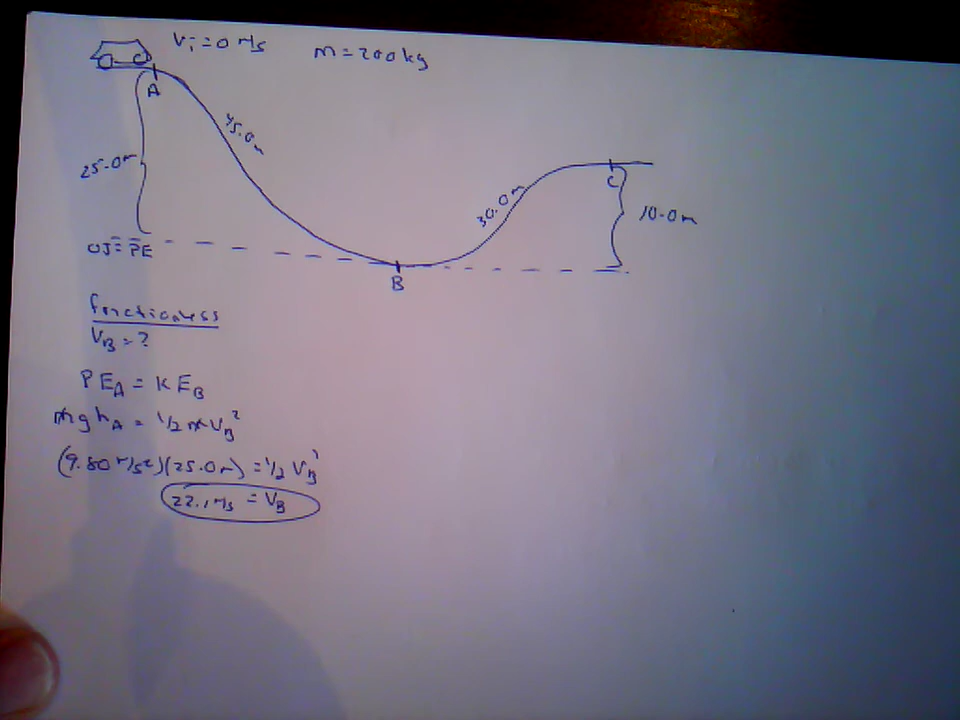 Vi = 0 m/s m = 200 kg
A
45.0 m
25.0 m
30.0 m
C
10.0 m
0J = PE
B
frictionless
VB = ?
PEA = KEB
mghA = 1/2 mVB²
(9.80 m/s²)(25.0 m) = 1/2 VB²
22.1 m/s = VB